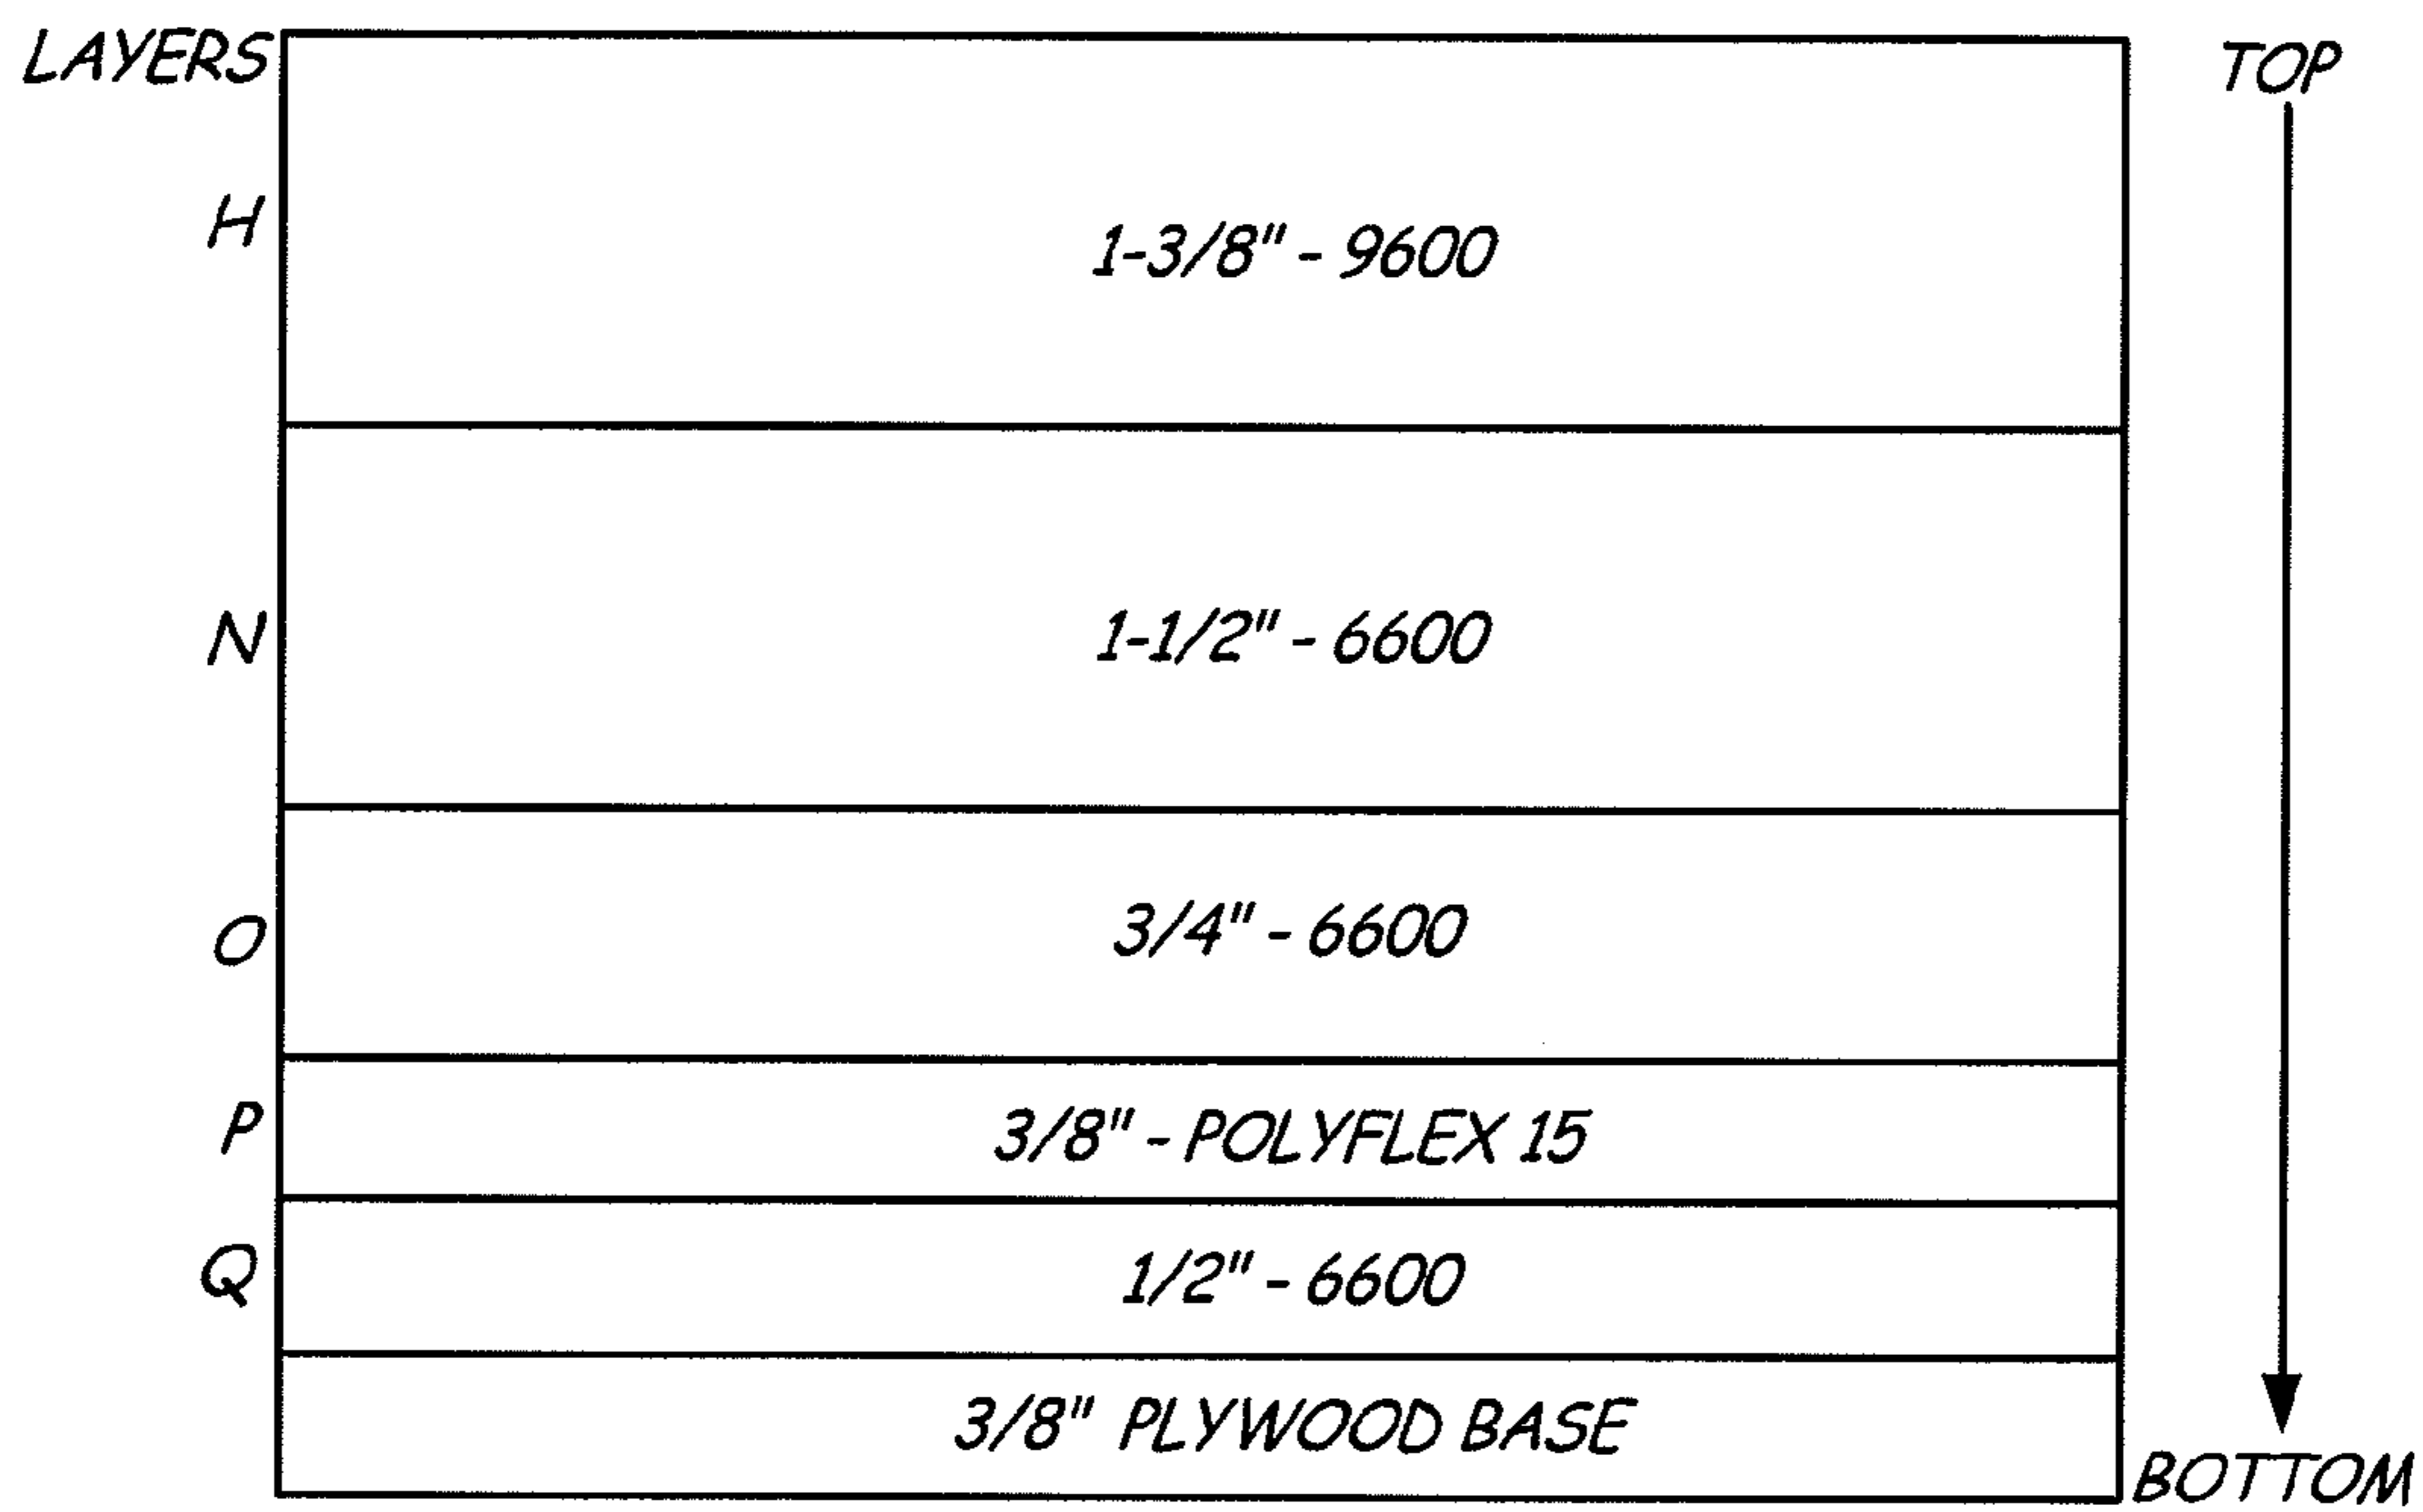 LAYERS
TOP
H
1-3/8" - 9600
N
1-1/2" - 6600
O
3/4" - 6600
P
3/8" - POLYFLEX 15
Q
1/2" - 6600
3/8" PLYWOOD BASE
BOTTOM